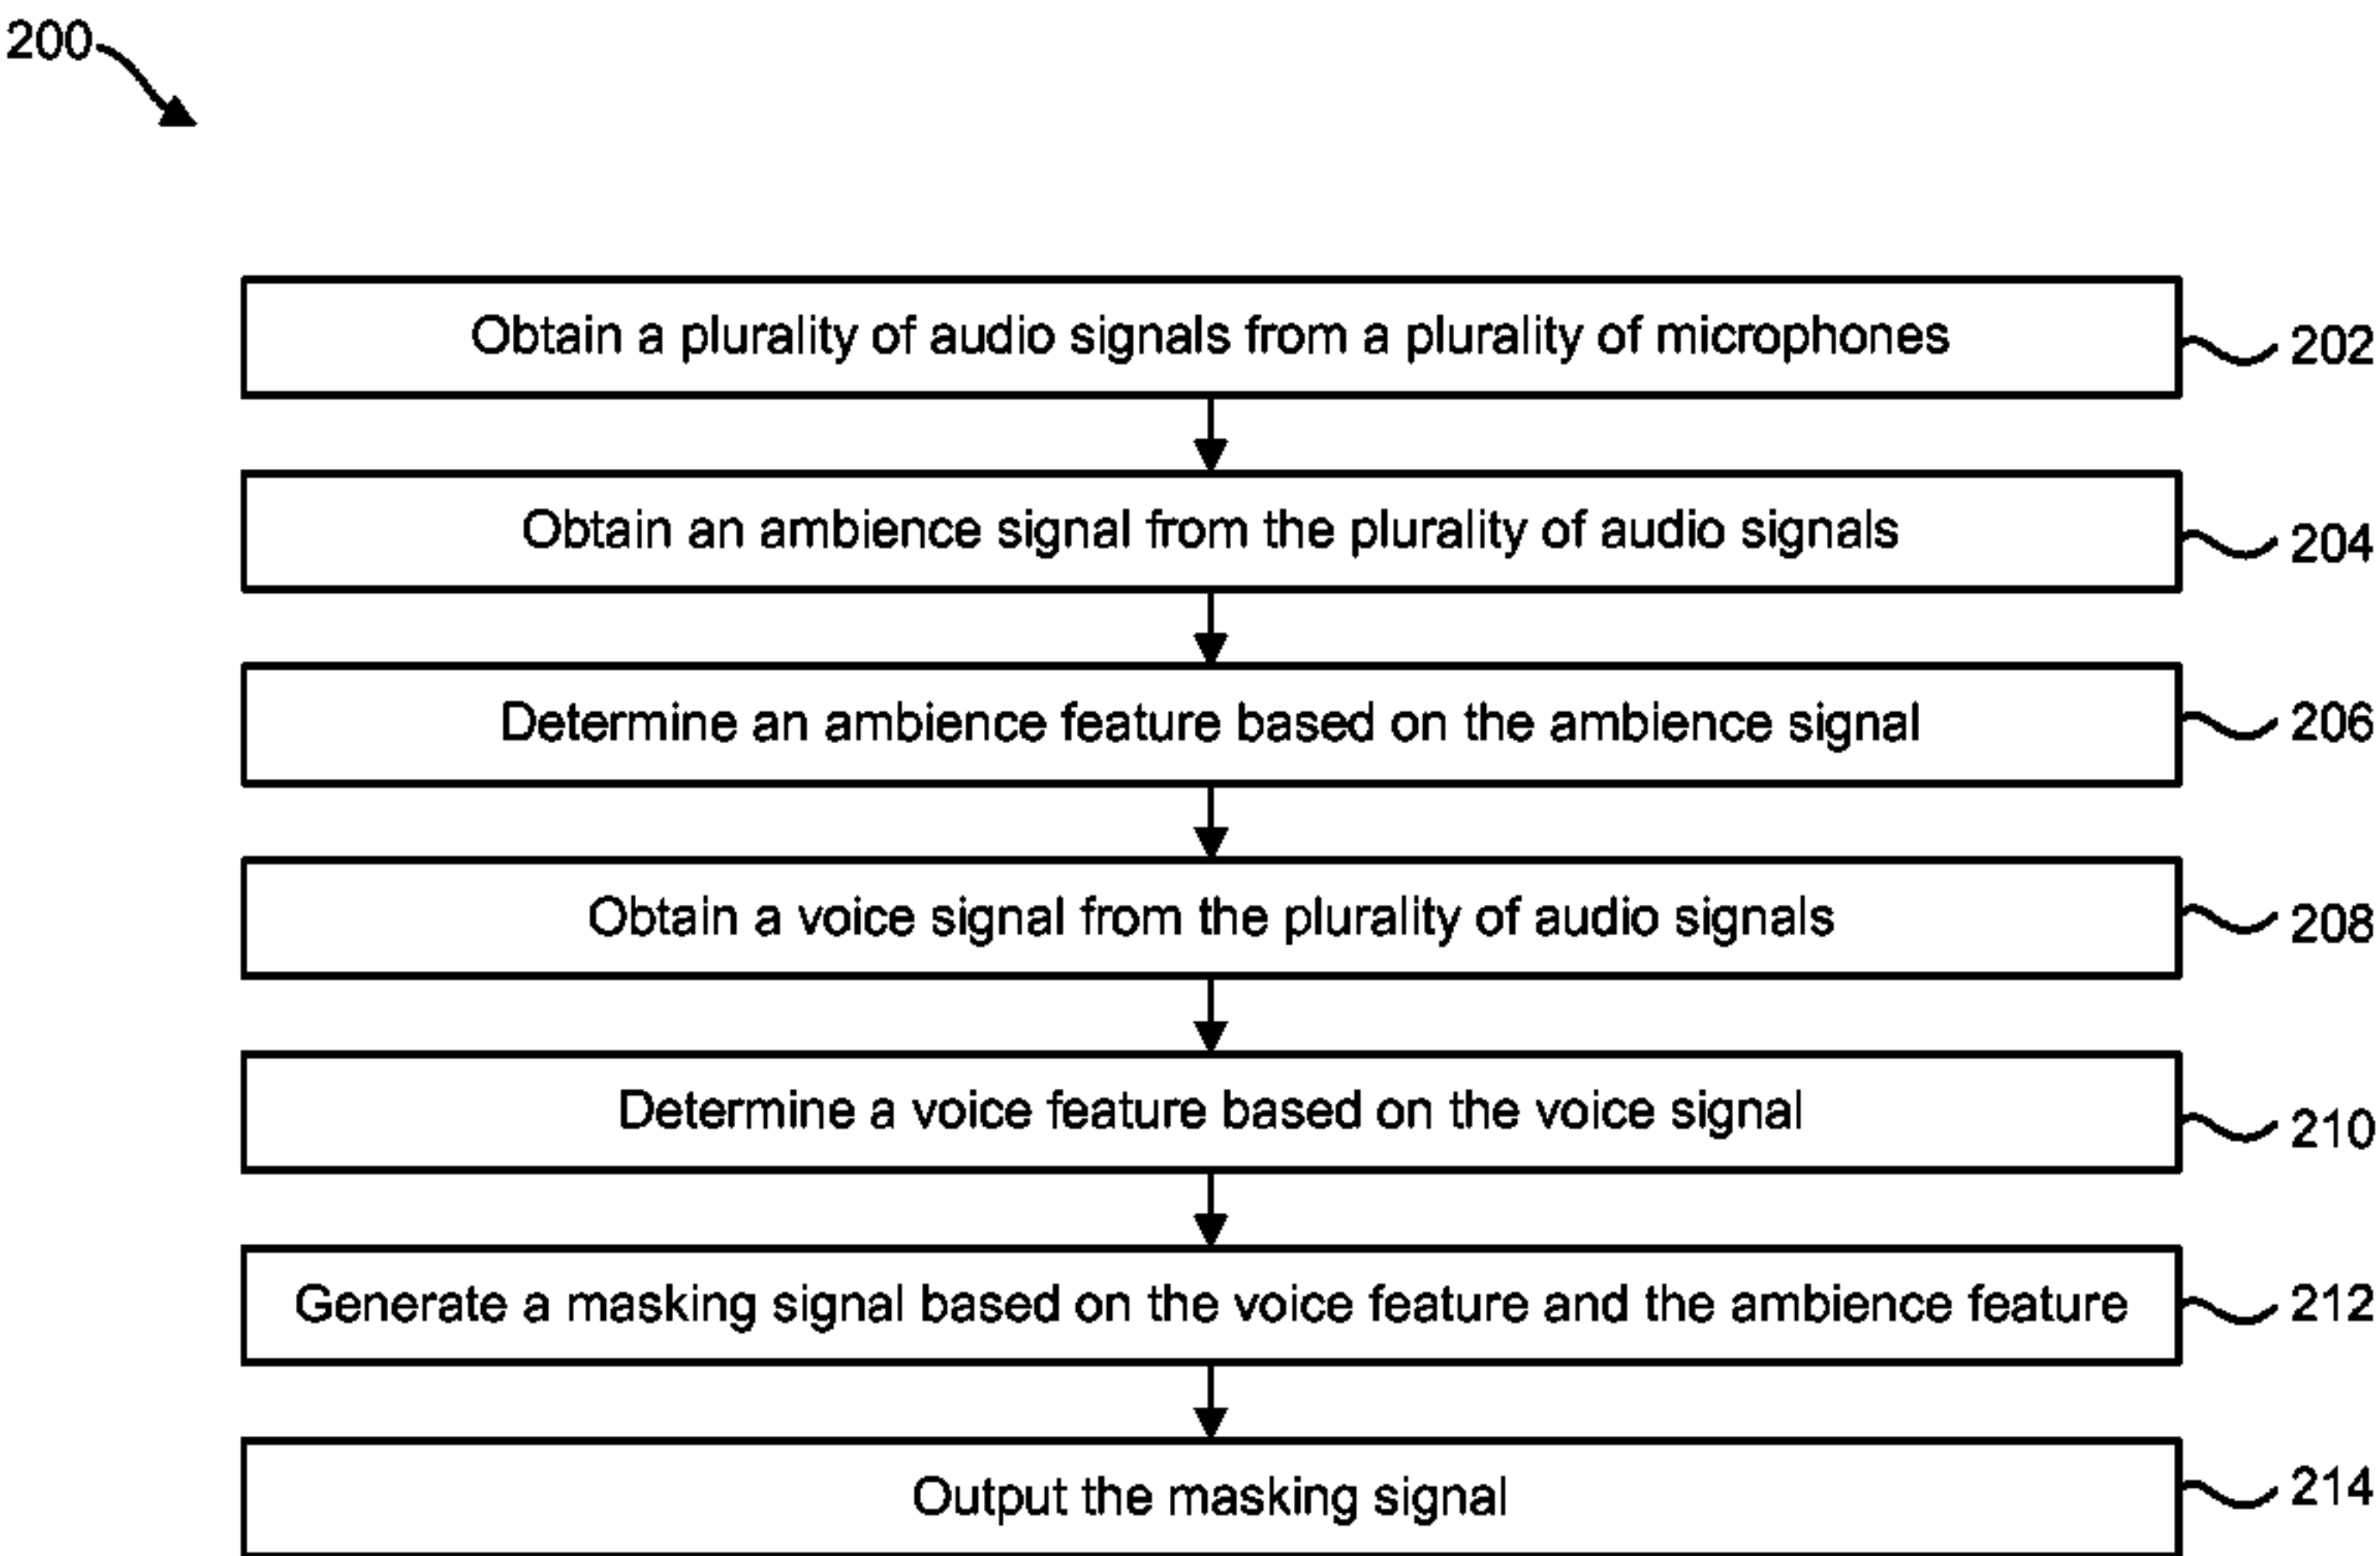 200
Obtain a plurality of audio signals from a plurality of microphones
202
Obtain an ambience signal from the plurality of audio signals
204
Determine an ambience feature based on the ambience signal
206
Obtain a voice signal from the plurality of audio signals
208
Determine a voice feature based on the voice signal
210
Generate a masking signal based on the voice feature and the ambience feature
212
Output the masking signal
214